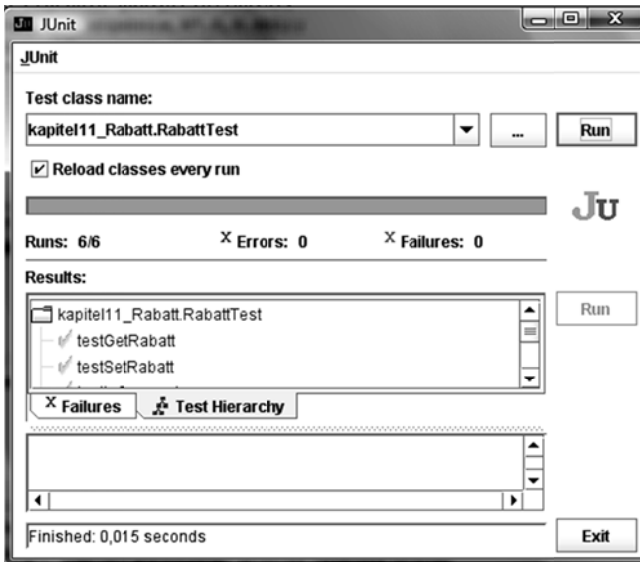 JUnit
JUnit
Test class name:
kapitel11_Rabatt.RabattTest
...
Run
Reload classes every run
JU
Runs: 6/6
X Errors: 0
X Failures: 0
Results:
kapitel11_Rabatt.RabattTest
Run
testGetRabatt
testSetRabatt
X Failures
Test Hierarchy
Finished: 0,015 seconds
Exit